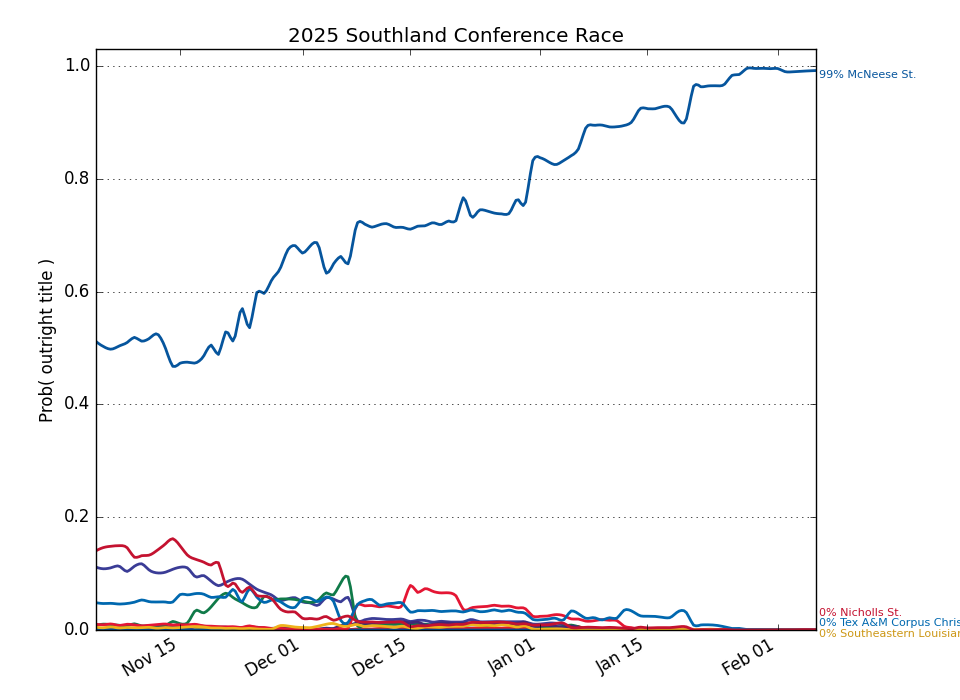 2025 Southland Conference Race
Prob( outright title )
1.0
0.8
0.6
0.4
0.2
0.0
Nov 15
Dec 01
Dec 15
Jan 01
Jan 15
Feb 01
99% McNeese St.
0% Nicholls St.
0% Tex A&M Corpus Chris
0% Southeastern Louisian